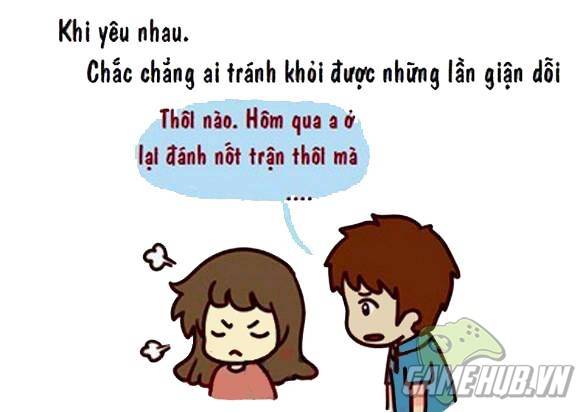 Khi yêu nhau.
Chắc chắng ai tránh khỏi được những lần giận dỗi
Thôi nào. Hôm qua a ở
lại đánh nốt trận thôi mà
....
GAMEHUB.VN